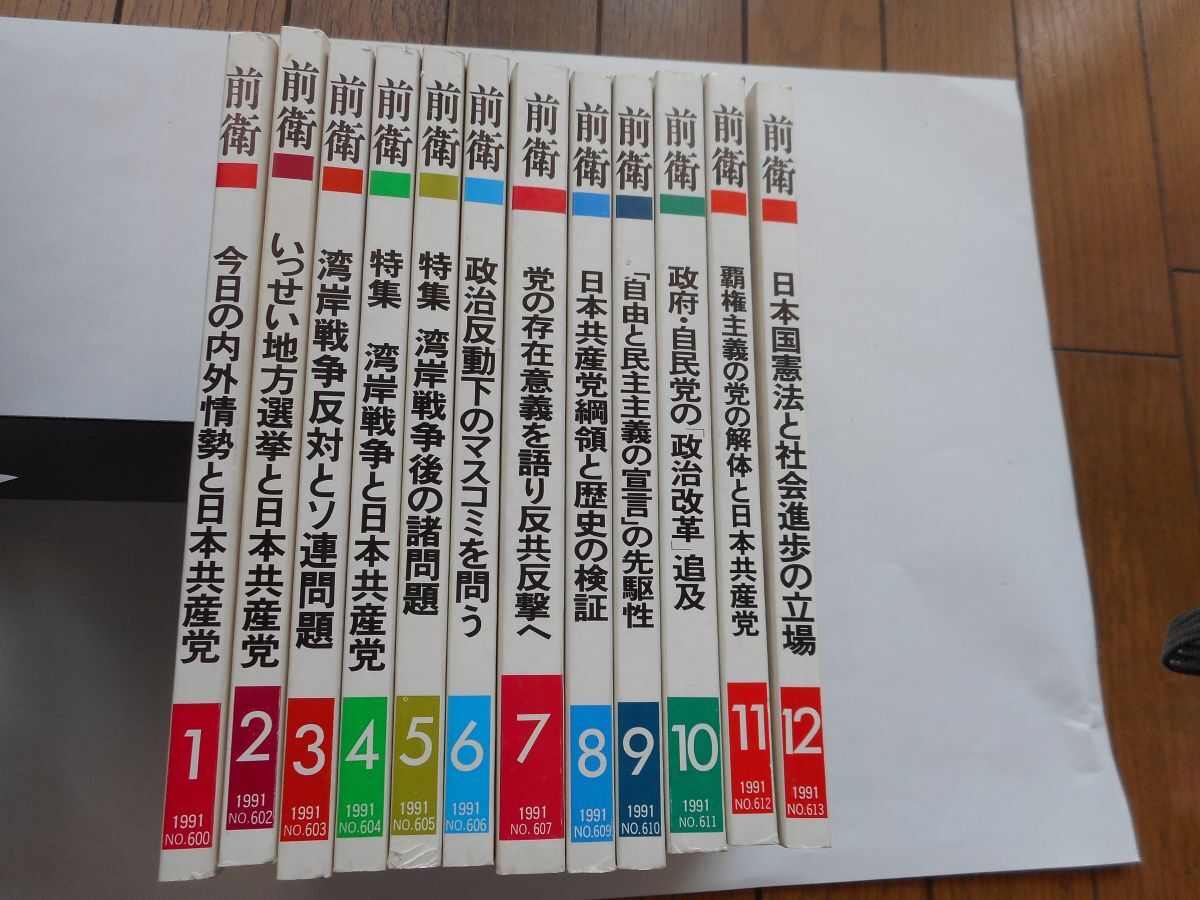 前衛
今日の内外情勢と日本共産党
1
1991
NO.600
前衛
いっせい地方選挙と日本共産党
2
1991
NO.602
前衛
湾岸戦争反対とソ連問題
3
1991
NO.603
前衛
特集 湾岸戦争と日本共産党
4
1991
NO.604
前衛
特集 湾岸戦争後の諸問題
5
1991
NO.605
前衛
政治反動下のマスコミを問う
6
1991
NO.606
前衛
党の存在意義を語り反共反撃へ
7
1991
NO.607
前衛
日本共産党綱領と歴史の検証
8
1991
NO.609
前衛
「自由と民主主義の宣言」の先駆性
9
1991
NO.610
前衛
政府・自民党の「政治改革」追及
10
1991
NO.611
前衛
覇権主義の党の解体と日本共産党
11
1991
NO.612
前衛
日本国憲法と社会進歩の立場
12
1991
NO.613